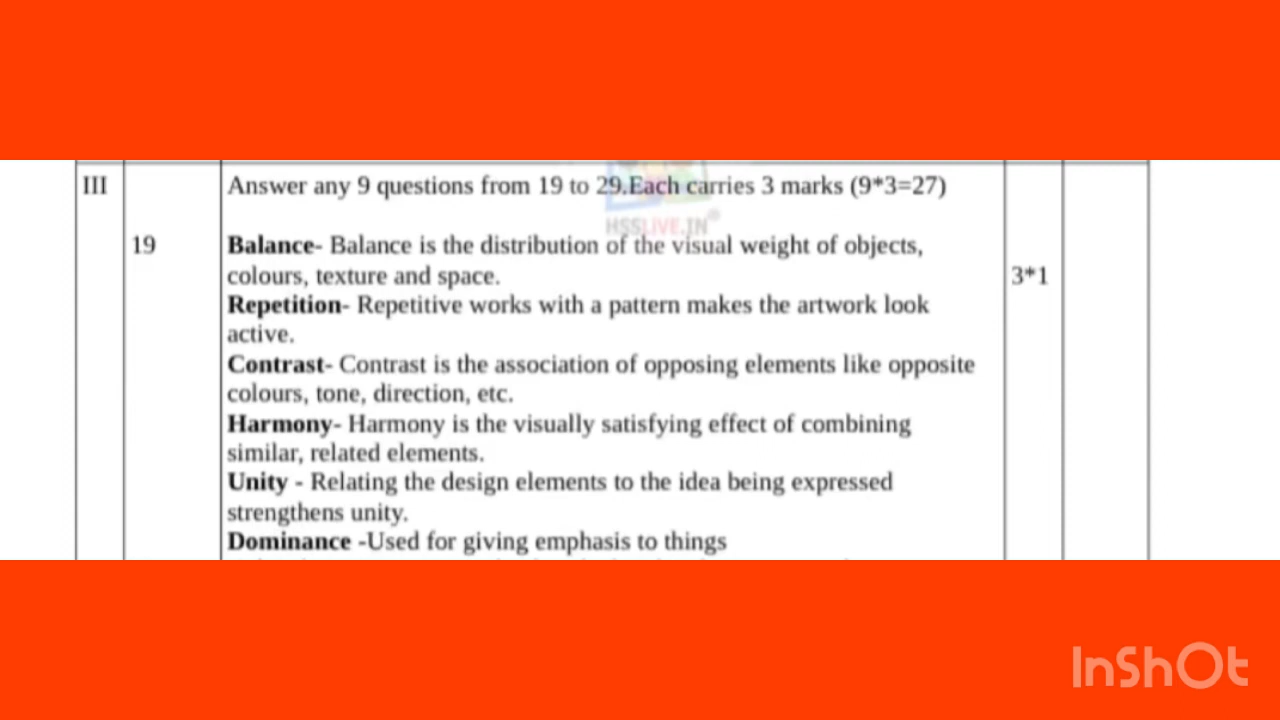 III
Answer any 9 questions from 19 to 29.Each carries 3 marks (9*3=27)
HSSLIVE.IN®
19
Balance- Balance is the distribution of the visual weight of objects,
colours, texture and space.
3*1
Repetition- Repetitive works with a pattern makes the artwork look
active.
Contrast- Contrast is the association of opposing elements like opposite
colours, tone, direction, etc.
Harmony- Harmony is the visually satisfying effect of combining
similar, related elements.
Unity - Relating the design elements to the idea being expressed
strengthens unity.
Dominance -Used for giving emphasis to things
InShOt